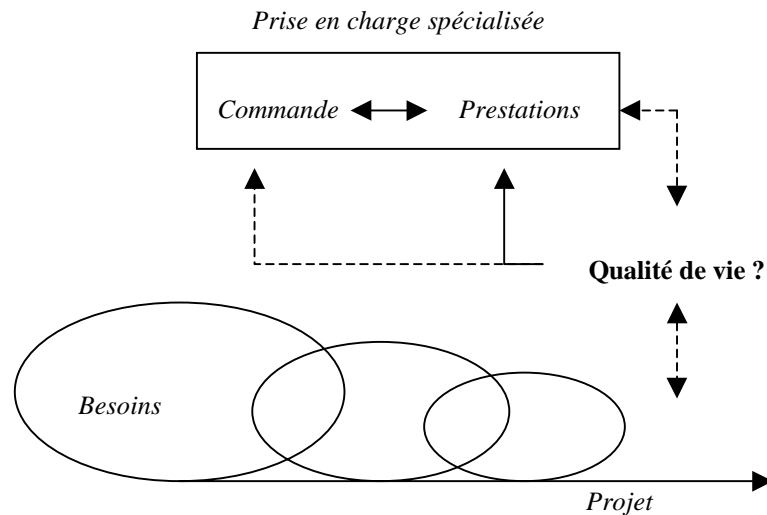 Prise en charge spécialisée
Commande Prestations
Qualité de vie ?
Besoins
Projet